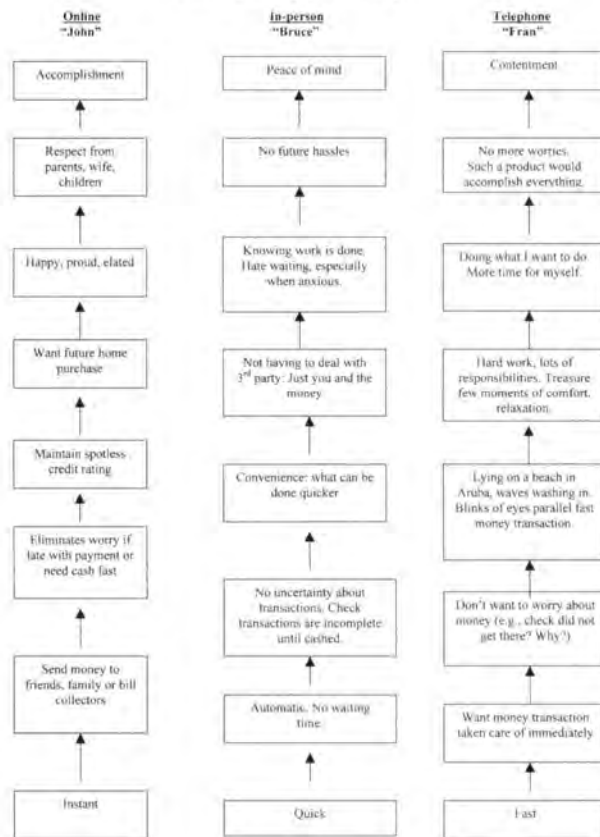 Online
"John"
Accomplishment
Respect from
parents, wife,
children
Happy, proud, elated
Want future home
purchase
Maintain spotless
credit rating
Eliminates worry if
late with payment or
need cash fast
Send money to
friends, family or bill
collectors
Instant
In-person
"Bruce"
Peace of mind
No future hassles
Knowing work is done.
Hate waiting, especially
when anxious.
Not having to deal with
3rd party: Just you and the
money
Convenience: what can be
done quicker
No uncertainty about
transactions. Check
transactions are incomplete
until cashed.
Automatic. No waiting
time
Quick
Telephone
"Fran"
Contentment
No more worries.
Such a product would
accomplish everything.
Doing what I want to do.
More time for myself.
Hard work, lots of
responsibilities. Treasure
few moments of comfort,
relaxation.
Lying on a beach in
Aruba, waves washing in.
Blinks of eyes parallel fast
money transaction
Don't want to worry about
money (e.g., check did not
get there? Why?)
Want money transaction
taken care of immediately
Fast